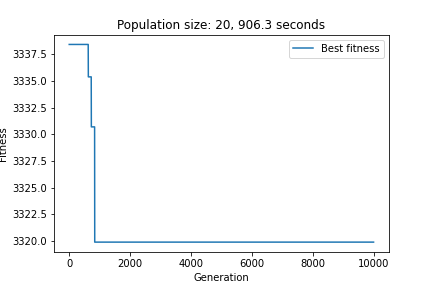 Population size: 20, 906.3 seconds
Best fitness
Fitness
3337.5
3335.0
3332.5
3330.0
3327.5
3325.0
3322.5
3320.0
0 2000 4000 6000 8000 10000
Generation